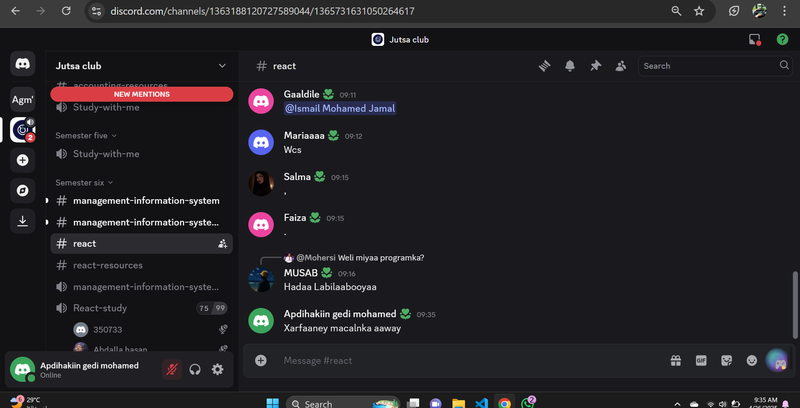 discord.com/channels/1363188120727589044/1365731631050264617
Jutsa club
Jutsa club
accounting-resources
NEW MENTIONS
Study-with-me
Semester five
Study-with-me
Semester six
management-information-system
management-information-syste...
react
react-resources
management-information-syste...
React-study
75 99
350733
Abdalla hasan
Agm'
2
Apdihakiin gedi mohamed
Online
# react
Search
Gaaldile 09:11
@Ismail Mohamed Jamal
Mariaaaa 09:12
Wcs
Salma 09:15
,
Faiza 09:15
.
@Mohersi Weli miyaa programka?
MUSAB 09:16
Hadaa Labilaabooyaa
Apdihakiin gedi mohamed 09:35
Xarfaaney macalnka aaway
Message #react
GIF
29°C
Search
2
9:35 AM